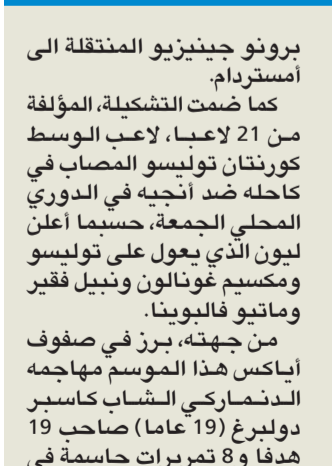 برونو جينيزيو المنتقلة الى
أمستردام.
كما ضمت التشكيلة، المؤلفة
من 21 لاعبا، لاعب الوسط
كورنتان توليسو المصاب في
كاحله ضد أنجيه في الدوري
المحلي الجمعة، حسبما أعلن
ليون الذي يعول على توليسو
ومكسيم غونالون ونبيل فقير
وماتيو فالبوينا.
من جهته، برز في صفوف
أياكس هذا الموسم مهاجمه
الدنماركي الشاب كاسبر
دولبرغ (19 عاما) صاحب 19
هدفا و8 تمريرات حاسمة في